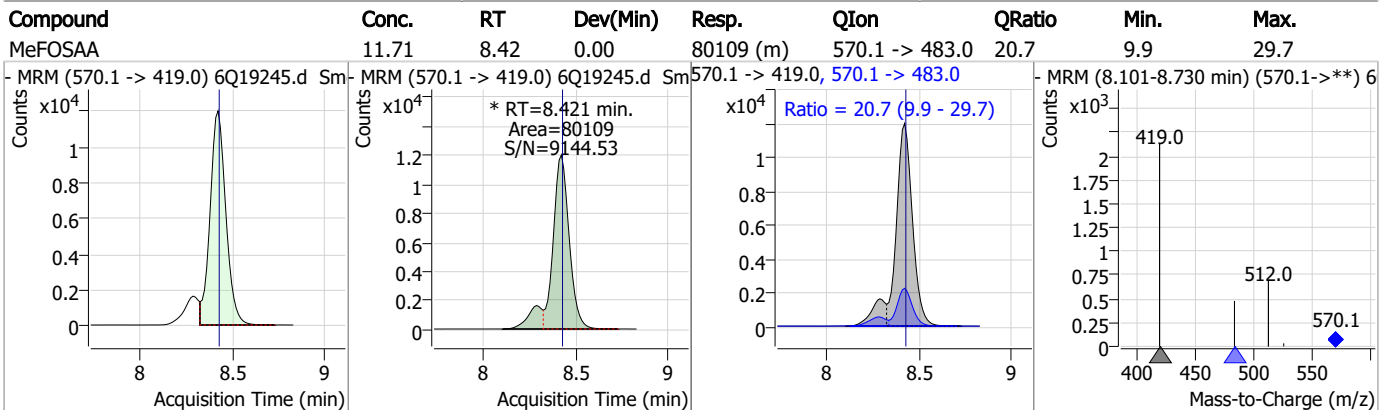 Compound Conc. RT Dev(Min) Resp. QIon QRatio Min. Max.
MeFOSAA 11.71 8.42 0.00 80109 (m) 570.1 -> 483.0 20.7 9.9 29.7
- MRM (570.1 -> 419.0) 6Q19245.d Sm
Counts
x10⁴
1
0.8
0.6
0.4
0.2
0
8 8.5 9
Acquisition Time (min)
- MRM (570.1 -> 419.0) 6Q19245.d Sm
Counts
x10⁴
* RT=8.421 min.
Area=80109
S/N=9144.53
1.2
1
0.8
0.6
0.4
0.2
0
8 8.5 9
Acquisition Time (min)
570.1 -> 419.0, 570.1 -> 483.0
Counts
x10⁴
Ratio = 20.7 (9.9 - 29.7)
1
0.8
0.6
0.4
0.2
0
8 8.5 9
Acquisition Time (min)
- MRM (8.101-8.730 min) (570.1->**) 6
Counts
x10³
419.0
512.0
570.1
2
1.75
1.5
1.25
1
0.75
0.5
0.25
0
400 450 500 550
Mass-to-Charge (m/z)